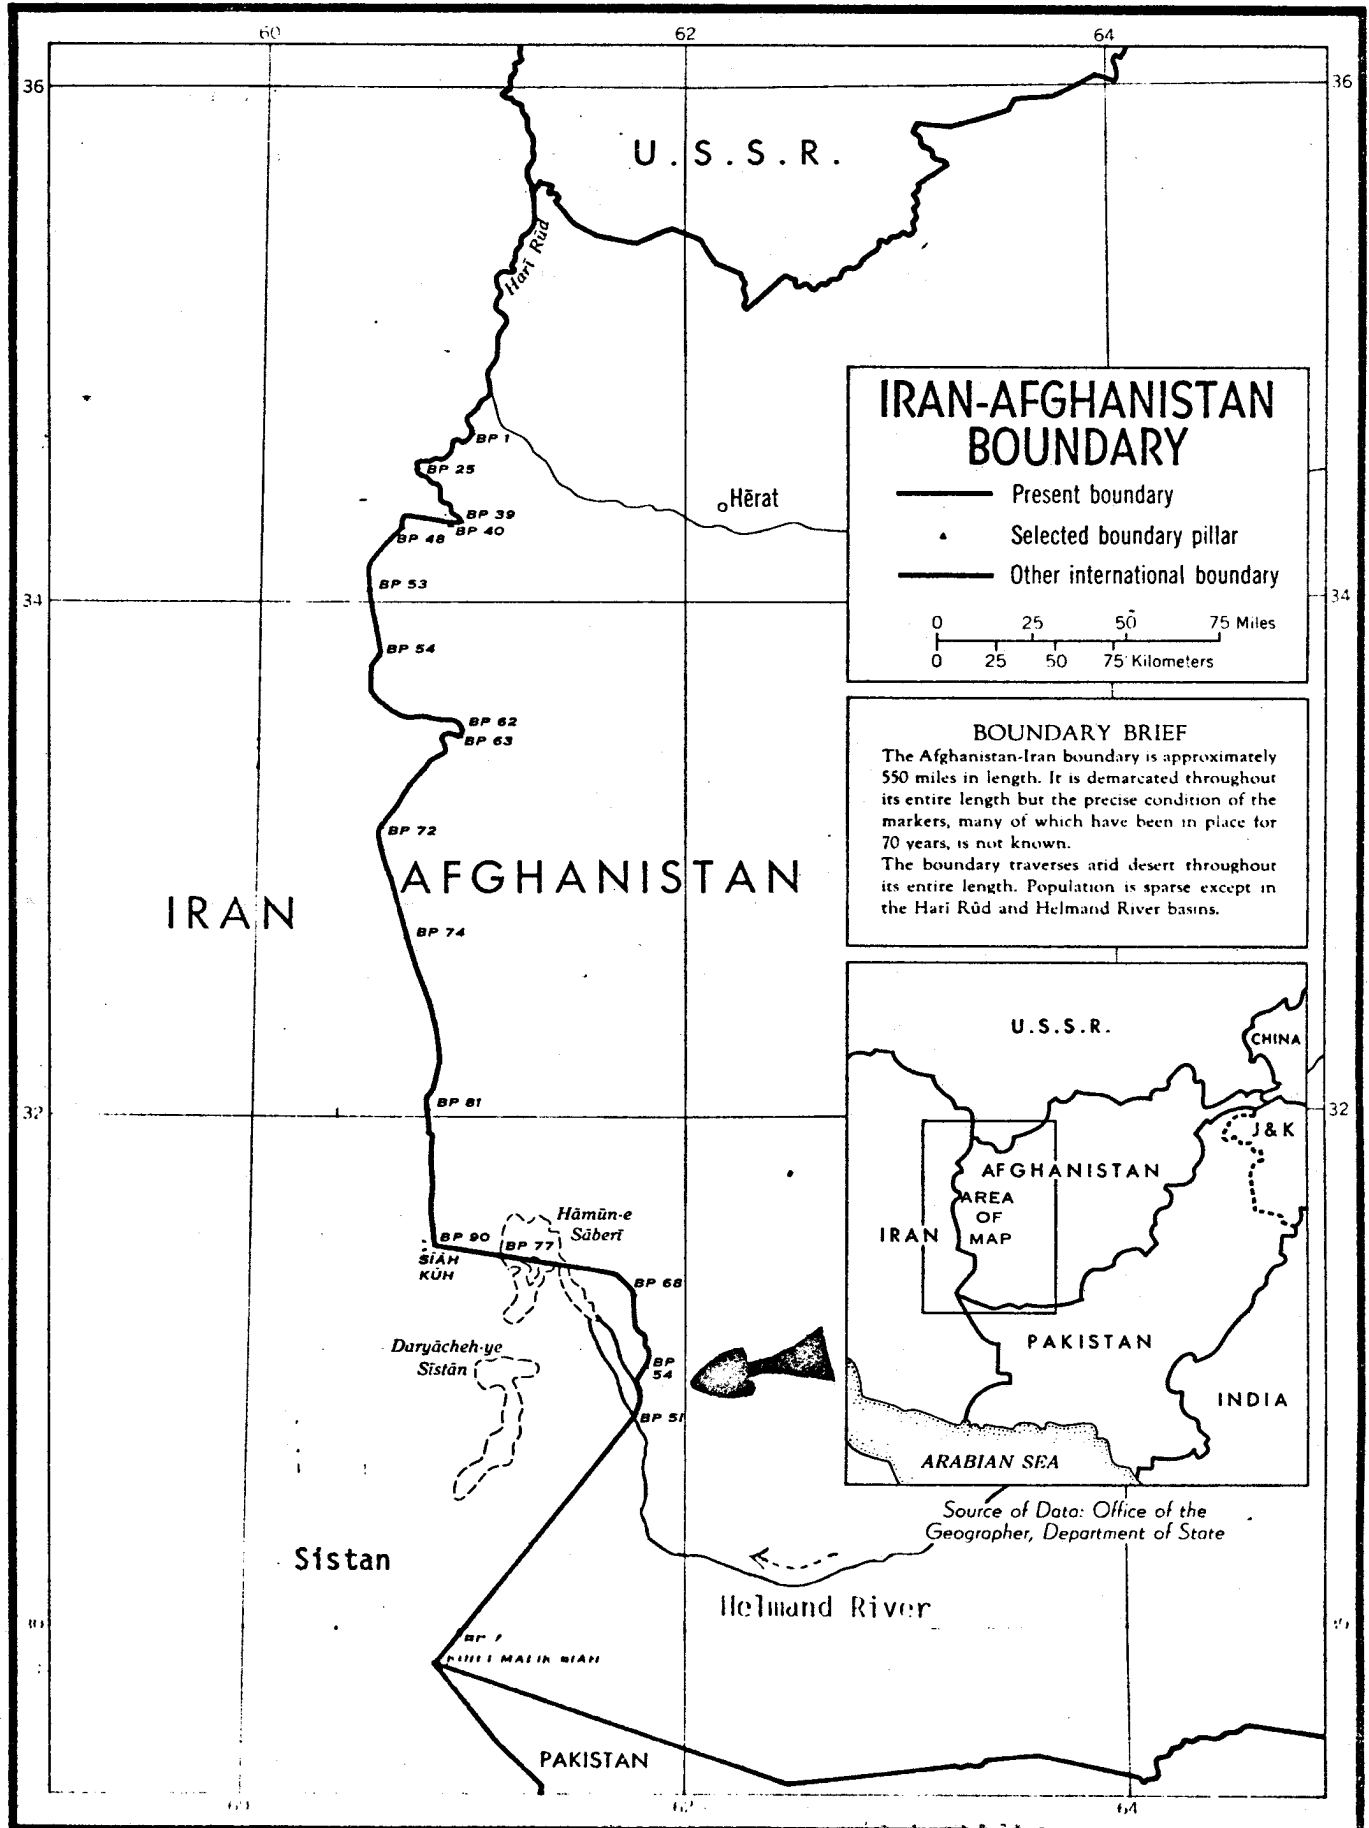 60 62 64
36 36
U.S.S.R.
Harī Rūd
IRAN-AFGHANISTAN
BOUNDARY
Present boundary
Selected boundary pillar
Other international boundary
0 25 50 75 Miles
0 25 50 75 Kilometers
BP 1
BP 25
Hērat
BP 39
BP 40
BP 48
BP 53
34 34
BP 54
BP 62
BP 63
BOUNDARY BRIEF
The Afghanistan-Iran boundary is approximately
550 miles in length. It is demarcated throughout
its entire length but the precise condition of the
markers, many of which have been in place for
70 years, is not known.
The boundary traverses arid desert throughout
its entire length. Population is sparse except in
the Harī Rūd and Helmand River basins.
BP 72
AFGHANISTAN
IRAN
BP 74
U.S.S.R.
CHINA
BP 81
32 32
J & K
AFGHANISTAN
AREA
OF
MAP
IRAN
PAKISTAN
INDIA
ARABIAN SEA
Hāmūn-e
Sāberī
BP 90
BP 77
SIĀH
KŪH
BP 68
Daryācheh-ye
Sīstān
BP
54
BP 51
Source of Data: Office of the
Geographer, Department of State
Sistan
Helmand River
MALIK SIAH
PAKISTAN
62 64